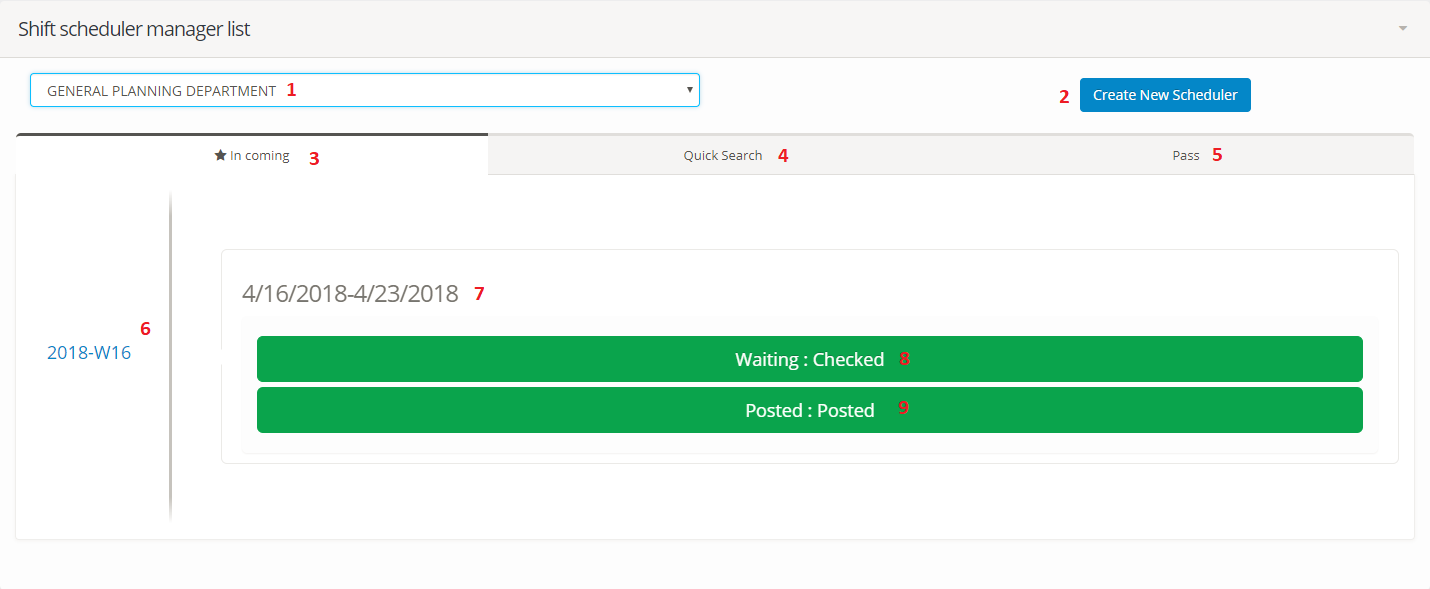 Shift scheduler manager list
GENERAL PLANNING DEPARTMENT 1
2 Create New Scheduler
In coming 3
Quick Search 4
Pass 5
6
2018-W16
4/16/2018-4/23/2018 7
Waiting : Checked 8
Posted : Posted 9